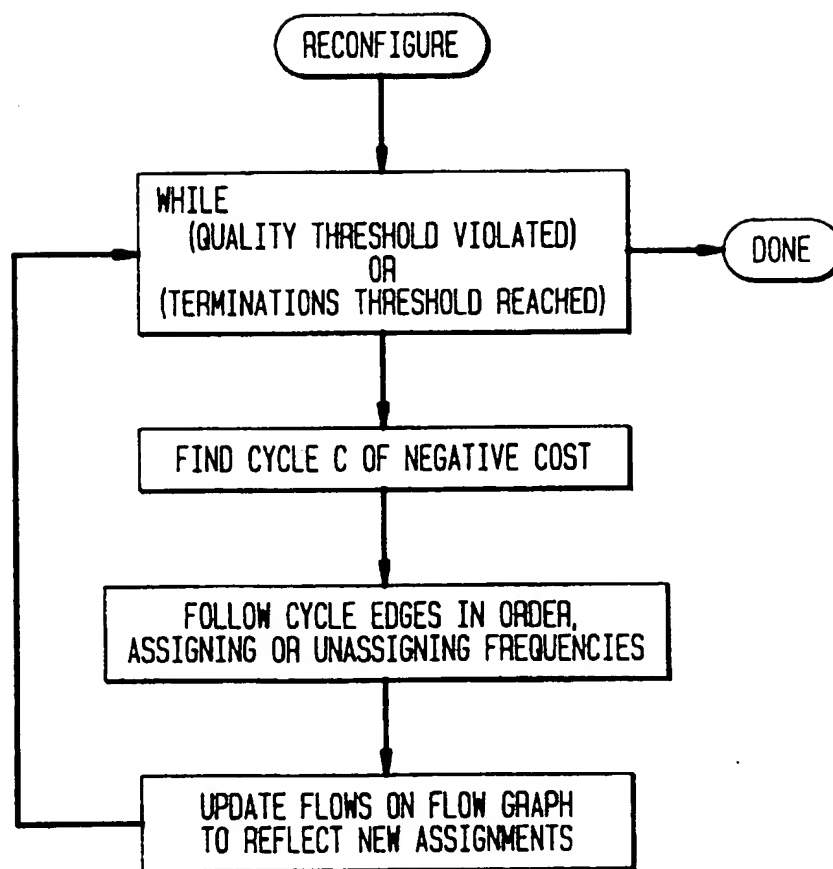 RECONFIGURE
WHILE
(QUALITY THRESHOLD VIOLATED)
OR
(TERMINATIONS THRESHOLD REACHED)
DONE
FIND CYCLE C OF NEGATIVE COST
FOLLOW CYCLE EDGES IN ORDER,
ASSIGNING OR UNASSIGNING FREQUENCIES
UPDATE FLOWS ON FLOW GRAPH
TO REFLECT NEW ASSIGNMENTS